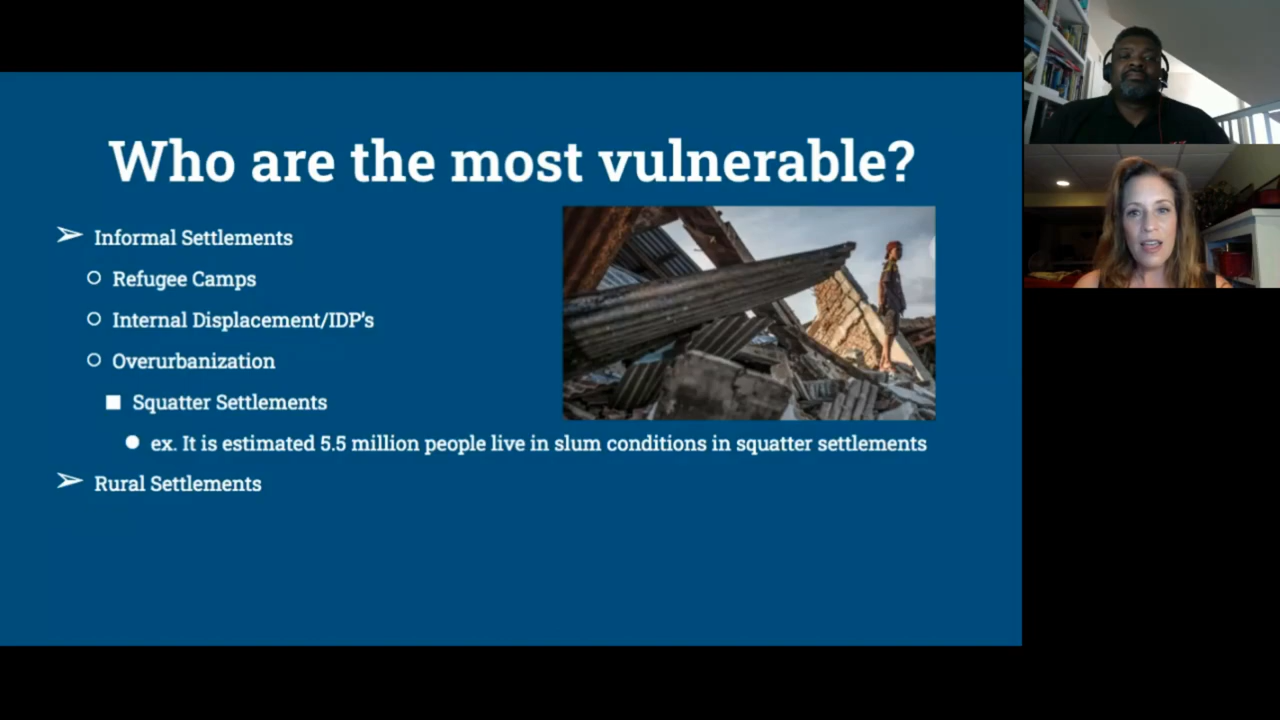 Who are the most vulnerable?
➢ Informal Settlements
○ Refugee Camps
○ Internal Displacement/IDP's
○ Overurbanization
■ Squatter Settlements
● ex. It is estimated 5.5 million people live in slum conditions in squatter settlements
➢ Rural Settlements